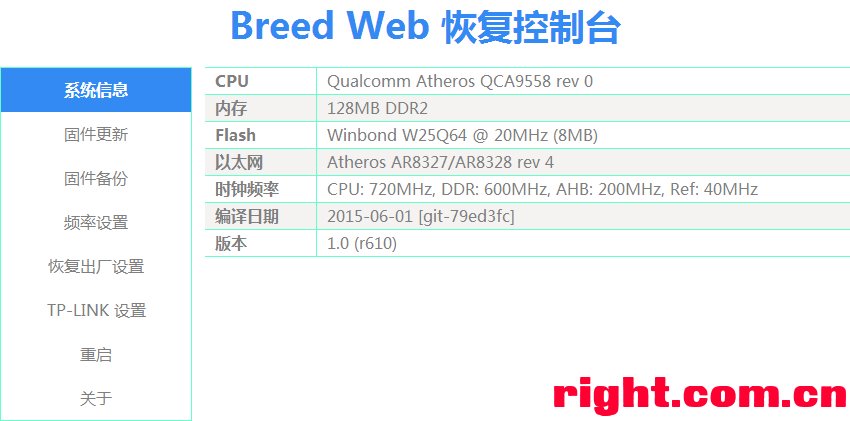 Breed Web 恢复控制台
系统信息
固件更新
固件备份
频率设置
恢复出厂设置
TP-LINK 设置
重启
关于
CPU Qualcomm Atheros QCA9558 rev 0
内存 128MB DDR2
Flash Winbond W25Q64 @ 20MHz (8MB)
以太网 Atheros AR8327/AR8328 rev 4
时钟频率 CPU: 720MHz, DDR: 600MHz, AHB: 200MHz, Ref: 40MHz
编译日期 2015-06-01 [git-79ed3fc]
版本 1.0 (r610)
right.com.cn